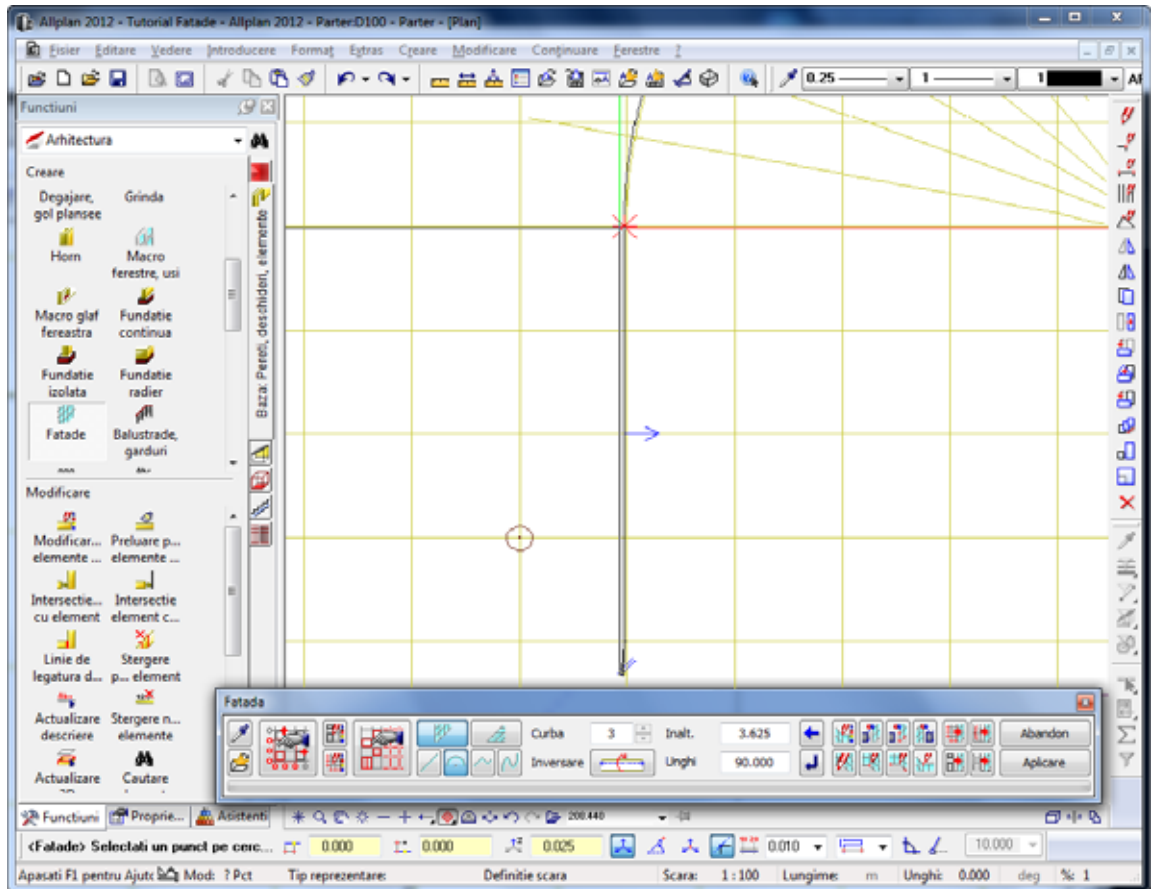 Allplan 2012 - Tutorial Fatade - Allplan 2012 - Parter:D100 - Parter - [Plan]
Fisier Editare Vedere Introducere Format Extras Creare Modificare Continuare Ferestre ?
0.25 1 1
Functiuni
Arhitectura
Creare
Degajare, gol plansee
Grinda
Horn
Macro ferestre, usi
Macro glaf fereastra
Fundatie continua
Fundatie izolata
Fundatie radier
Fatade
Balustrade, garduri
Baza: Pereti, deschideri, elemente
Modificare
Modificar... elemente ...
Preluare p... elemente ...
Intersectie... cu element
Intersectie element c...
Linie de legatura d...
Stergere p... element
Actualizare descriere
Stergere n... elemente
Actualizare
Cautare
Fatada
Curba 3 Inalt. 3.625 Abandon
Inversare Unghi 90.000 Aplicare
Functiuni Proprie... Asistenti 200.440
<Fatade> Selectati un punct pe cerc... 0.000 0.000 0.025 0.010 10.000
Apasati F1 pentru Ajuto Mod: ? Pct Tip reprezentare: Definitie scara Scara: 1:100 Lungime: m Unghi: 0.000 deg %: 1